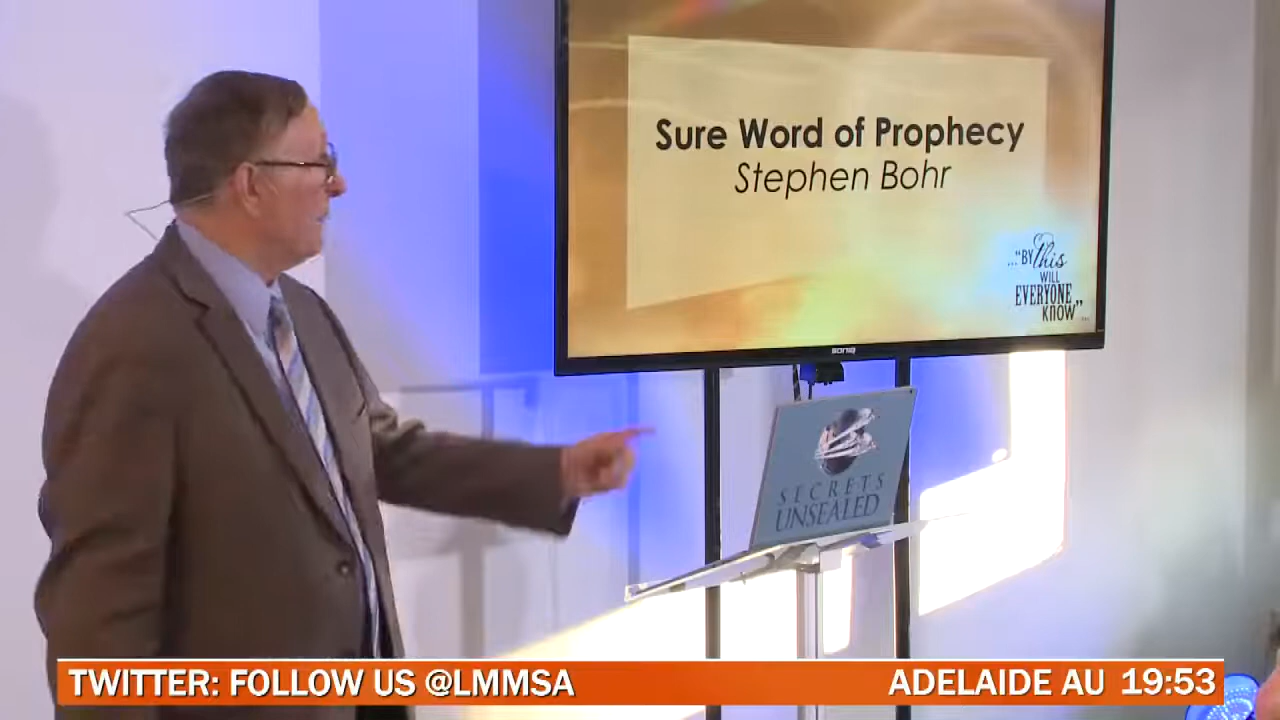 Sure Word of Prophecy
Stephen Bohr
..."BY this
WILL
EVERYONE
KNOW"
SONIQ
SECRETS
UNSEALED
TWITTER: FOLLOW US @LMMSA
ADELAIDE AU 19:53